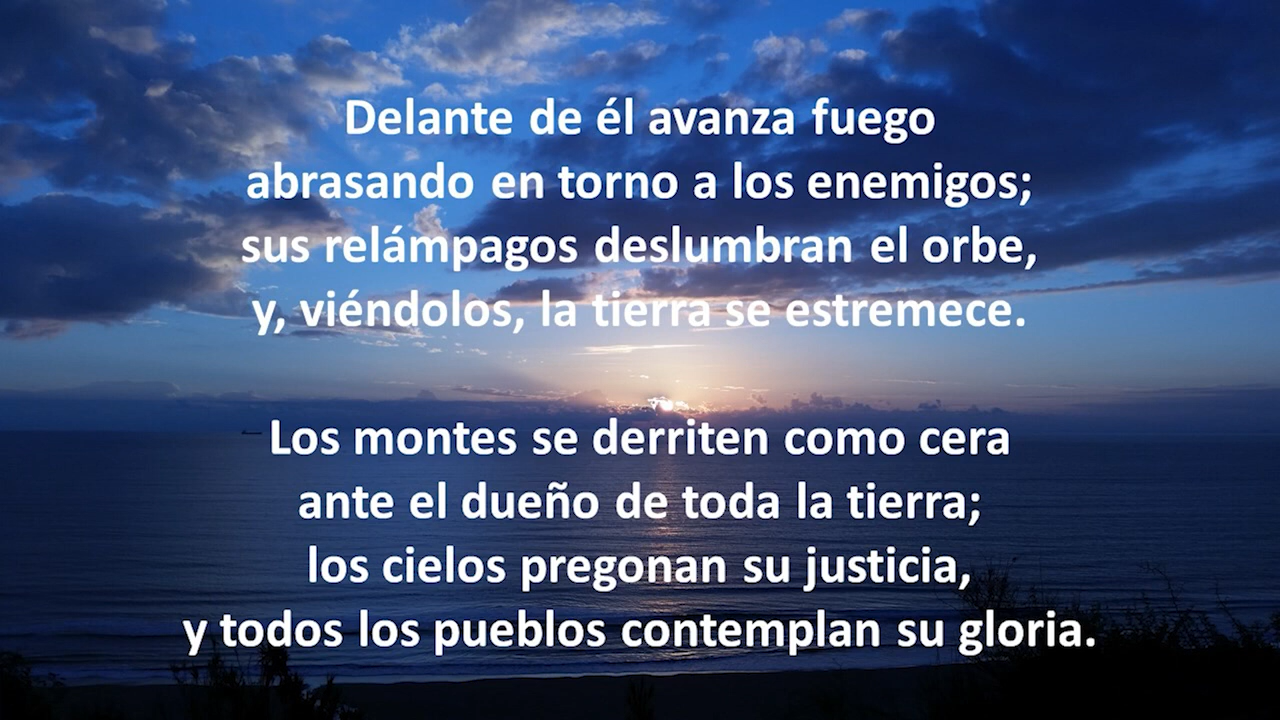 Delante de él avanza fuego
abrasando en torno a los enemigos;
sus relámpagos deslumbran el orbe,
y, viéndolos, la tierra se estremece.
Los montes se derriten como cera
ante el dueño de toda la tierra;
los cielos pregonan su justicia,
y todos los pueblos contemplan su gloria.